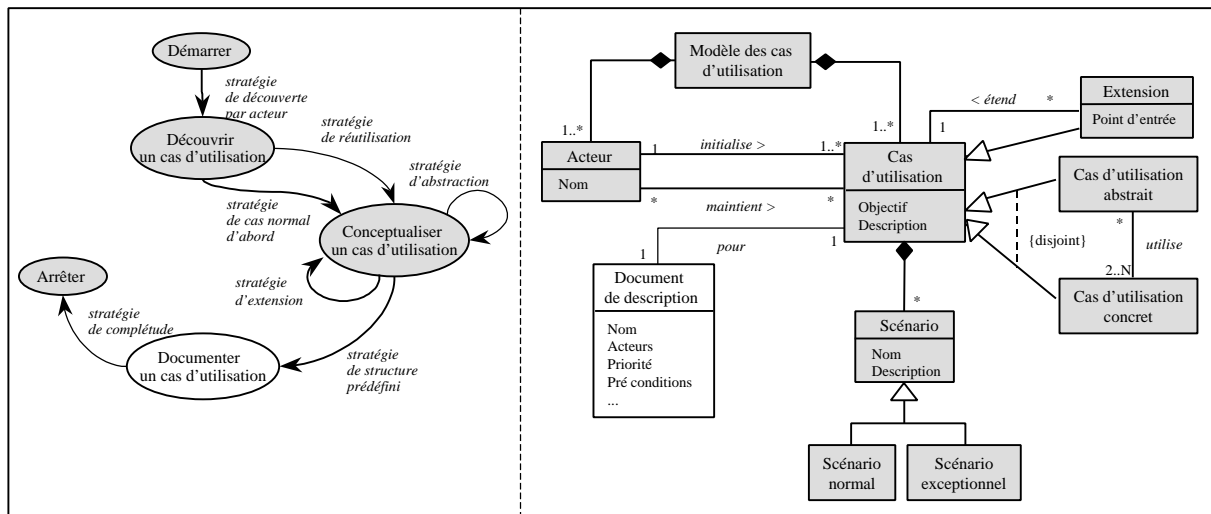 Démarrer
stratégie
de découverte
par acteur
Découvrir
un cas d’utilisation
stratégie
de réutilisation
stratégie
d’abstraction
stratégie
de cas normal
d’abord
Conceptualiser
un cas d’utilisation
Arrêter
stratégie
d’extension
stratégie
de complétude
Documenter
un cas d’utilisation
stratégie
de structure
prédéfini
Modèle des cas
d’utilisation
1..*
1..*
Acteur
Nom
1
initialise >
1..*
*
maintient >
*
Cas
d’utilisation
Objectif
Description
< étend
*
1
Extension
Point d’entrée
Cas d’utilisation
abstrait
{disjoint}
*
utilise
2..N
Cas d’utilisation
concret
1
pour
1
Document
de description
Nom
Acteurs
Priorité
Pré conditions
...
*
Scénario
Nom
Description
Scénario
normal
Scénario
exceptionnel